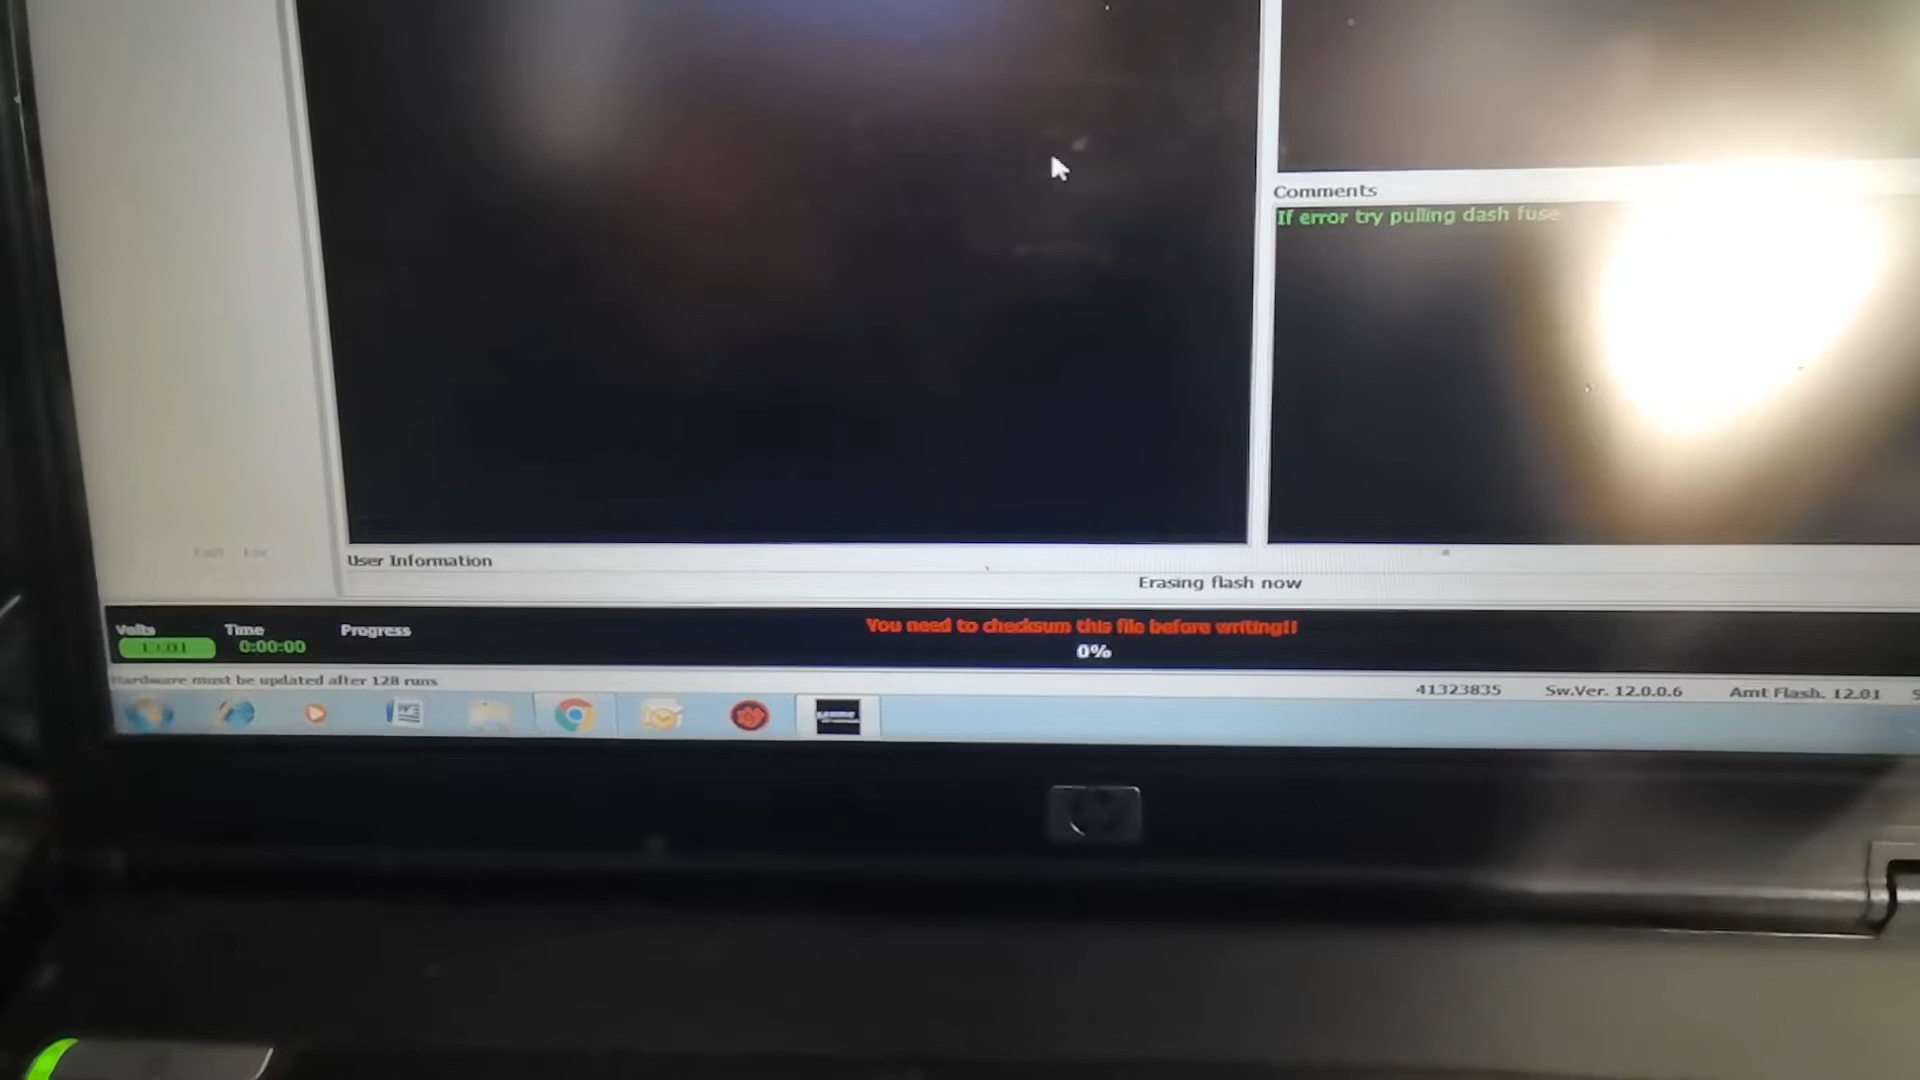 Comments
If error try pulling dash fuse
User Information
Erasing flash now
Volts
Time
Progress
You need to checksum this file before writing!!
0:00:00
0%
Hardware must be updated after 128 runs
41323835
Sw.Ver. 12.0.0.6
Amt Flash. 12.01